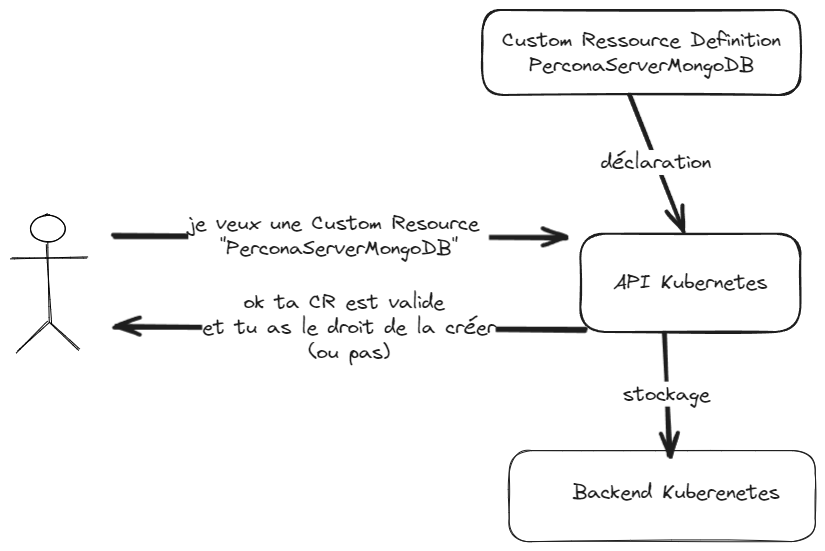 Custom Ressource Definition
PerconaServerMongoDB
déclaration
je veux une Custom Resource
"PerconaServerMongoDB"
API Kubernetes
ok ta CR est valide
et tu as le droit de la créer
(ou pas)
stockage
Backend Kuberenetes